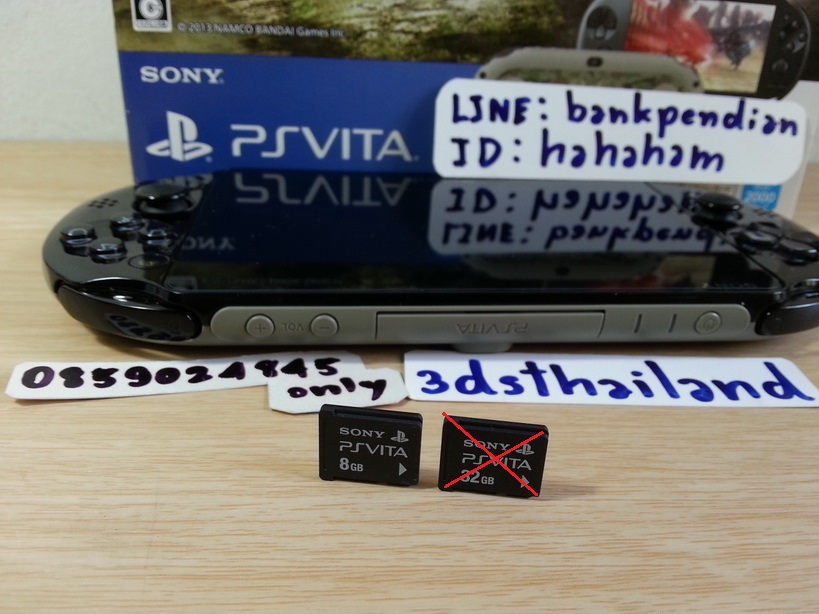 © 2013 NAMCO BANDAI Games Inc.
SONY
PSVITA
LINE: bankpendian
ID: hahaham
2000
VOL
PSVITA
0859024845
only
3dsthailand
SONY
PSVITA
8GB
SONY
PSVITA
32GB